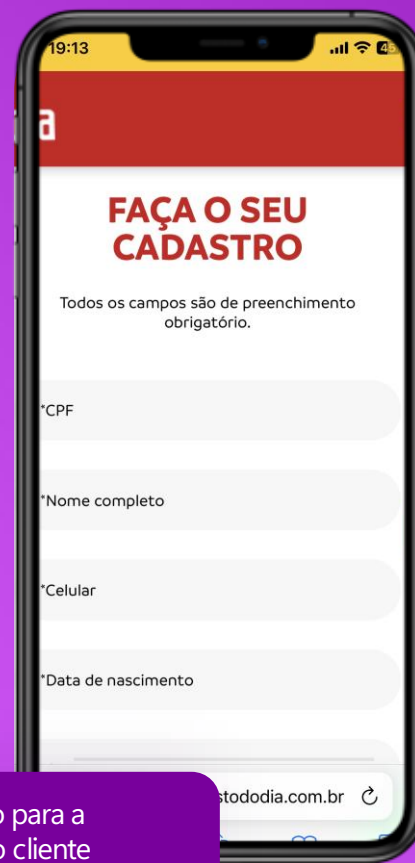 19:13
a
FAÇA O SEU
CADASTRO
Todos os campos são de preenchimento
obrigatório.
*CPF
*Nome completo
*Celular
*Data de nascimento
stododia.com.br
o para a
o cliente